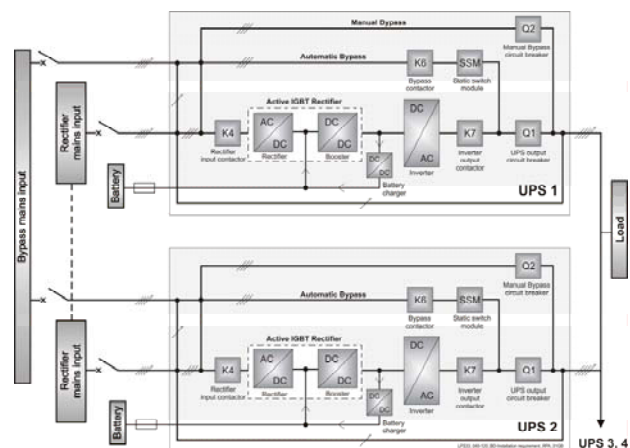 Manual Bypass
Q2
Manual Bypass
circuit breaker
Automatic Bypass
K6
Bypass
contactor
SSM
Static switch
module
Bypass mains input
Rectifier
mains input
Active IGBT Rectifier
K4
Rectifier
input contactor
AC
DC
Rectifier
DC
DC
Booster
DC
DC
Battery
charger
DC
AC
Inverter
K7
Inverter
output
contactor
Q1
UPS output
circuit breaker
Battery
UPS 1
Load
Q2
Manual Bypass
circuit breaker
Automatic Bypass
K6
Bypass
contactor
SSM
Static switch
module
Rectifier
mains input
Active IGBT Rectifier
K4
Rectifier
input contactor
AC
DC
Rectifier
DC
DC
Booster
DC
DC
Battery
charger
DC
AC
Inverter
K7
Inverter
output
contactor
Q1
UPS output
circuit breaker
Battery
UPS 2
UPS 3, 4